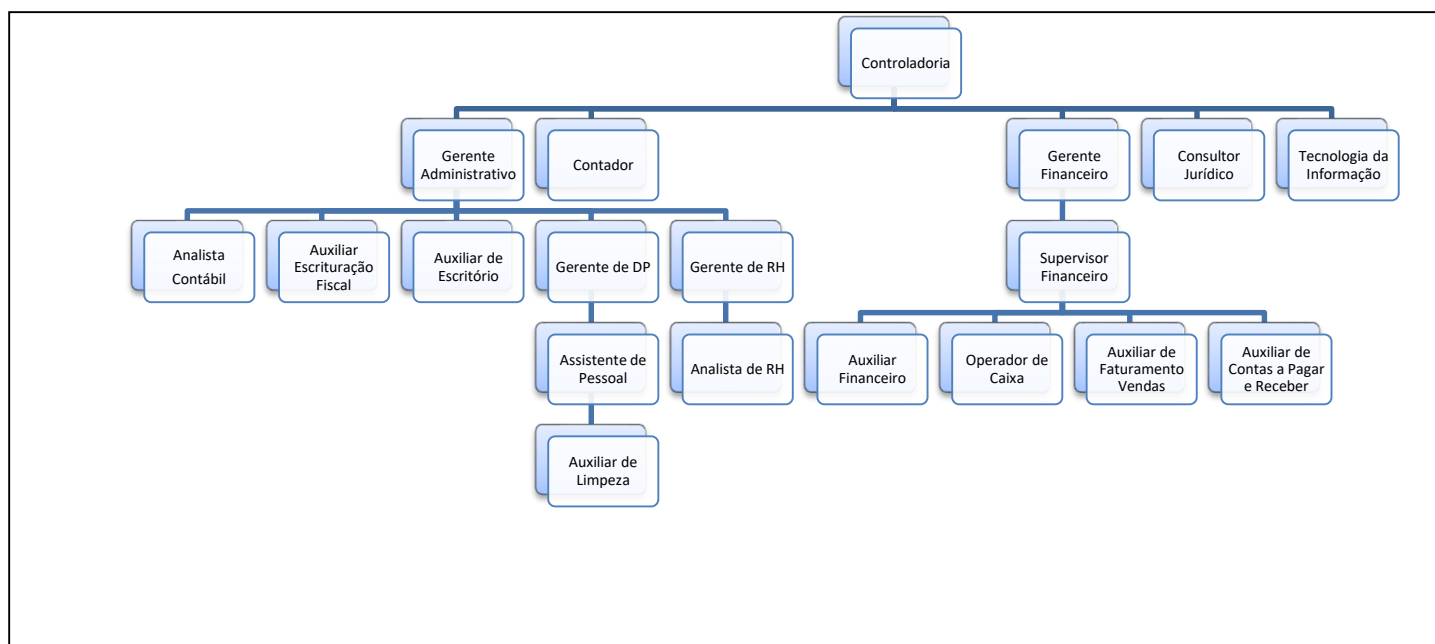 Controladoria
Gerente
Administrativo
Contador
Gerente
Financeiro
Consultor
Jurídico
Tecnologia da
Informação
Analista
Contábil
Auxiliar
Escrituração
Fiscal
Auxiliar de
Escritório
Gerente de DP
Gerente de RH
Supervisor
Financeiro
Assistente de
Pessoal
Analista de RH
Auxiliar
Financeiro
Operador de
Caixa
Auxiliar de
Faturamento
Vendas
Auxiliar de
Contas a Pagar
e Receber
Auxiliar de
Limpeza